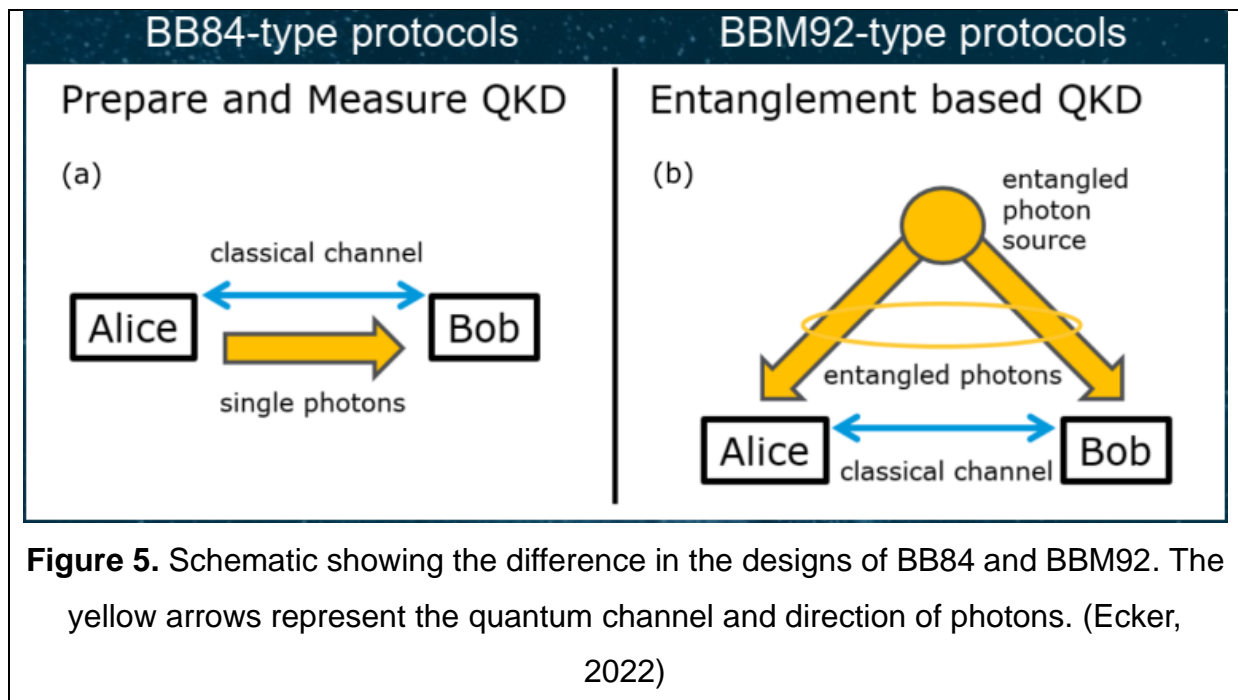 BB84-type protocols
BBM92-type protocols
Prepare and Measure QKD
Entanglement based QKD
(a)
classical channel
Alice
Bob
single photons
(b)
entangled
photon
source
entangled photons
Alice
Bob
classical channel
Figure 5. Schematic showing the difference in the designs of BB84 and BBM92. The
yellow arrows represent the quantum channel and direction of photons. (Ecker,
2022)